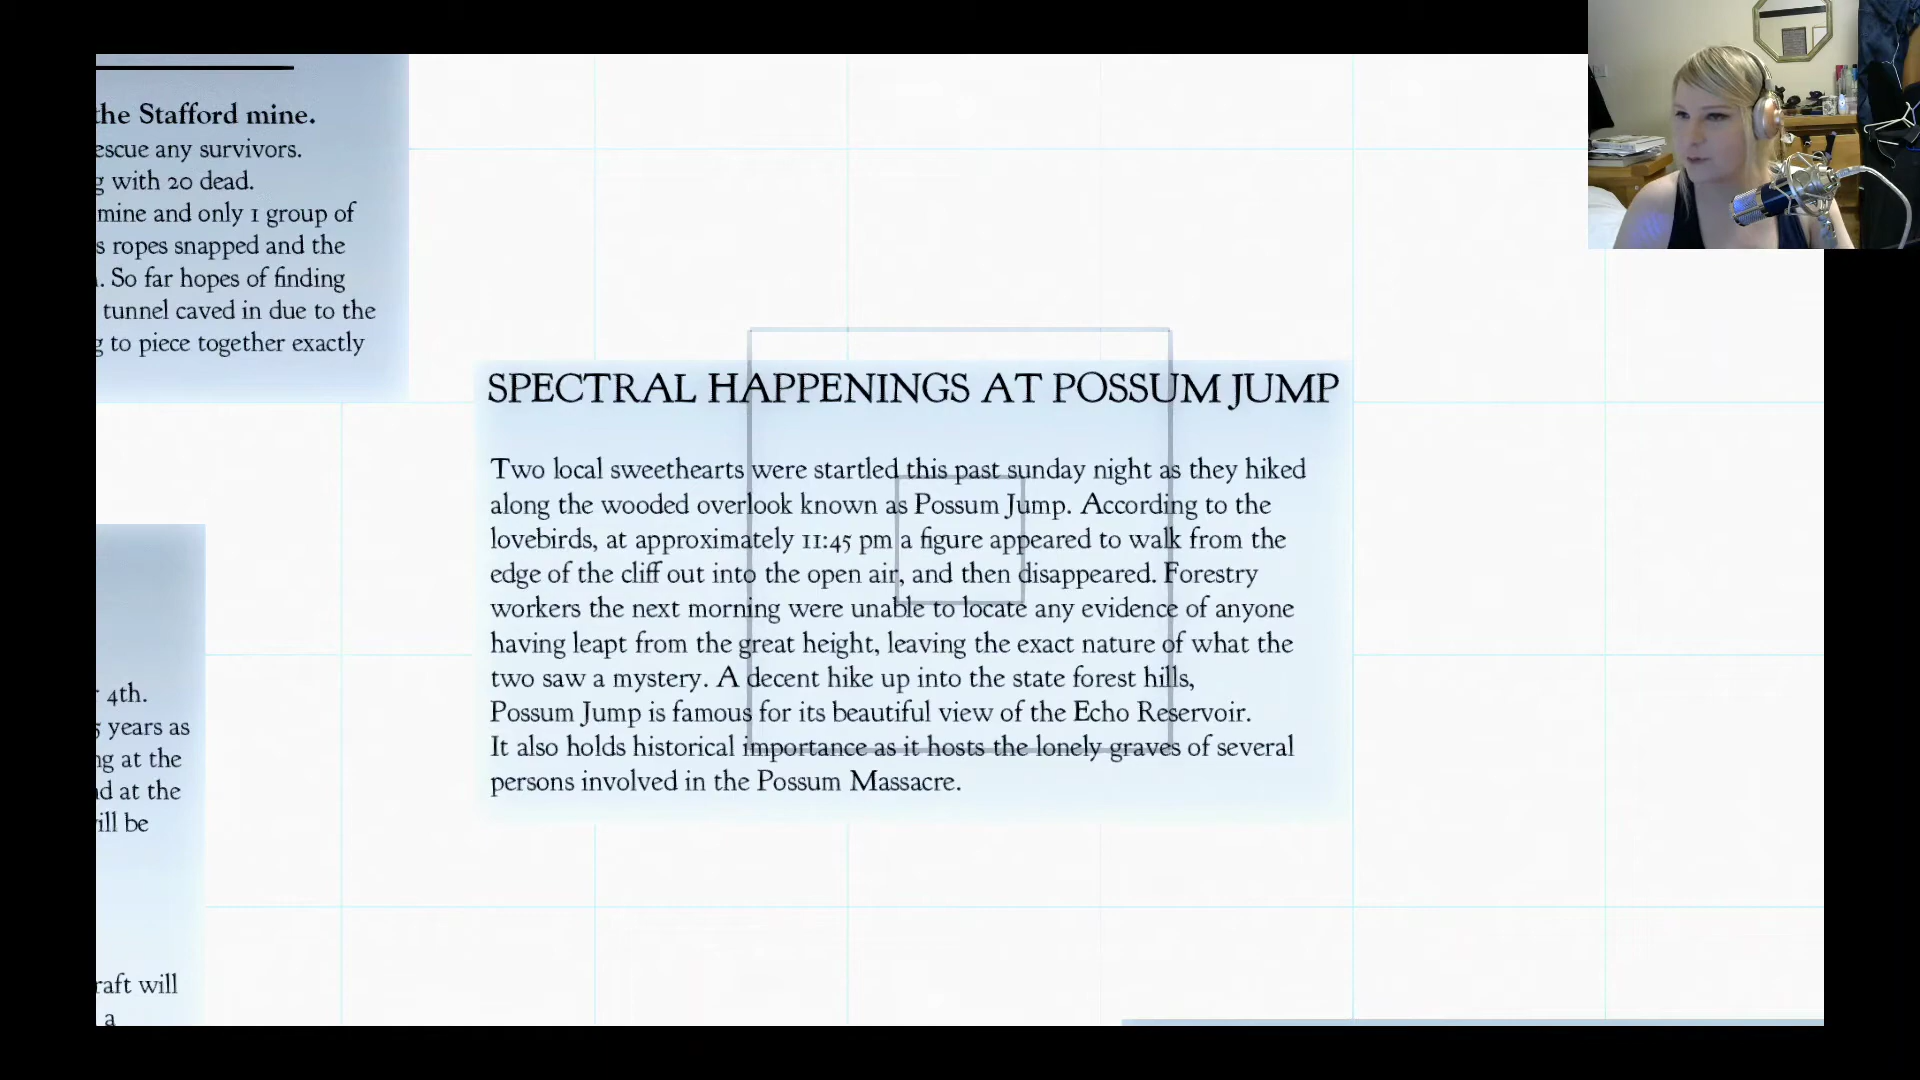 the Stafford mine.
escue any survivors.
g with 20 dead.
mine and only 1 group of
s ropes snapped and the
. So far hopes of finding
tunnel caved in due to the
g to piece together exactly
SPECTRAL HAPPENINGS AT POSSUM JUMP
Two local sweethearts were startled this past sunday night as they hiked
along the wooded overlook known as Possum Jump. According to the
lovebirds, at approximately 11:45 pm a figure appeared to walk from the
edge of the cliff out into the open air, and then disappeared. Forestry
workers the next morning were unable to locate any evidence of anyone
having leapt from the great height, leaving the exact nature of what the
two saw a mystery. A decent hike up into the state forest hills,
Possum Jump is famous for its beautiful view of the Echo Reservoir.
It also holds historical importance as it hosts the lonely graves of several
persons involved in the Possum Massacre.
r 4th.
5 years as
ng at the
nd at the
will be
raft will
a